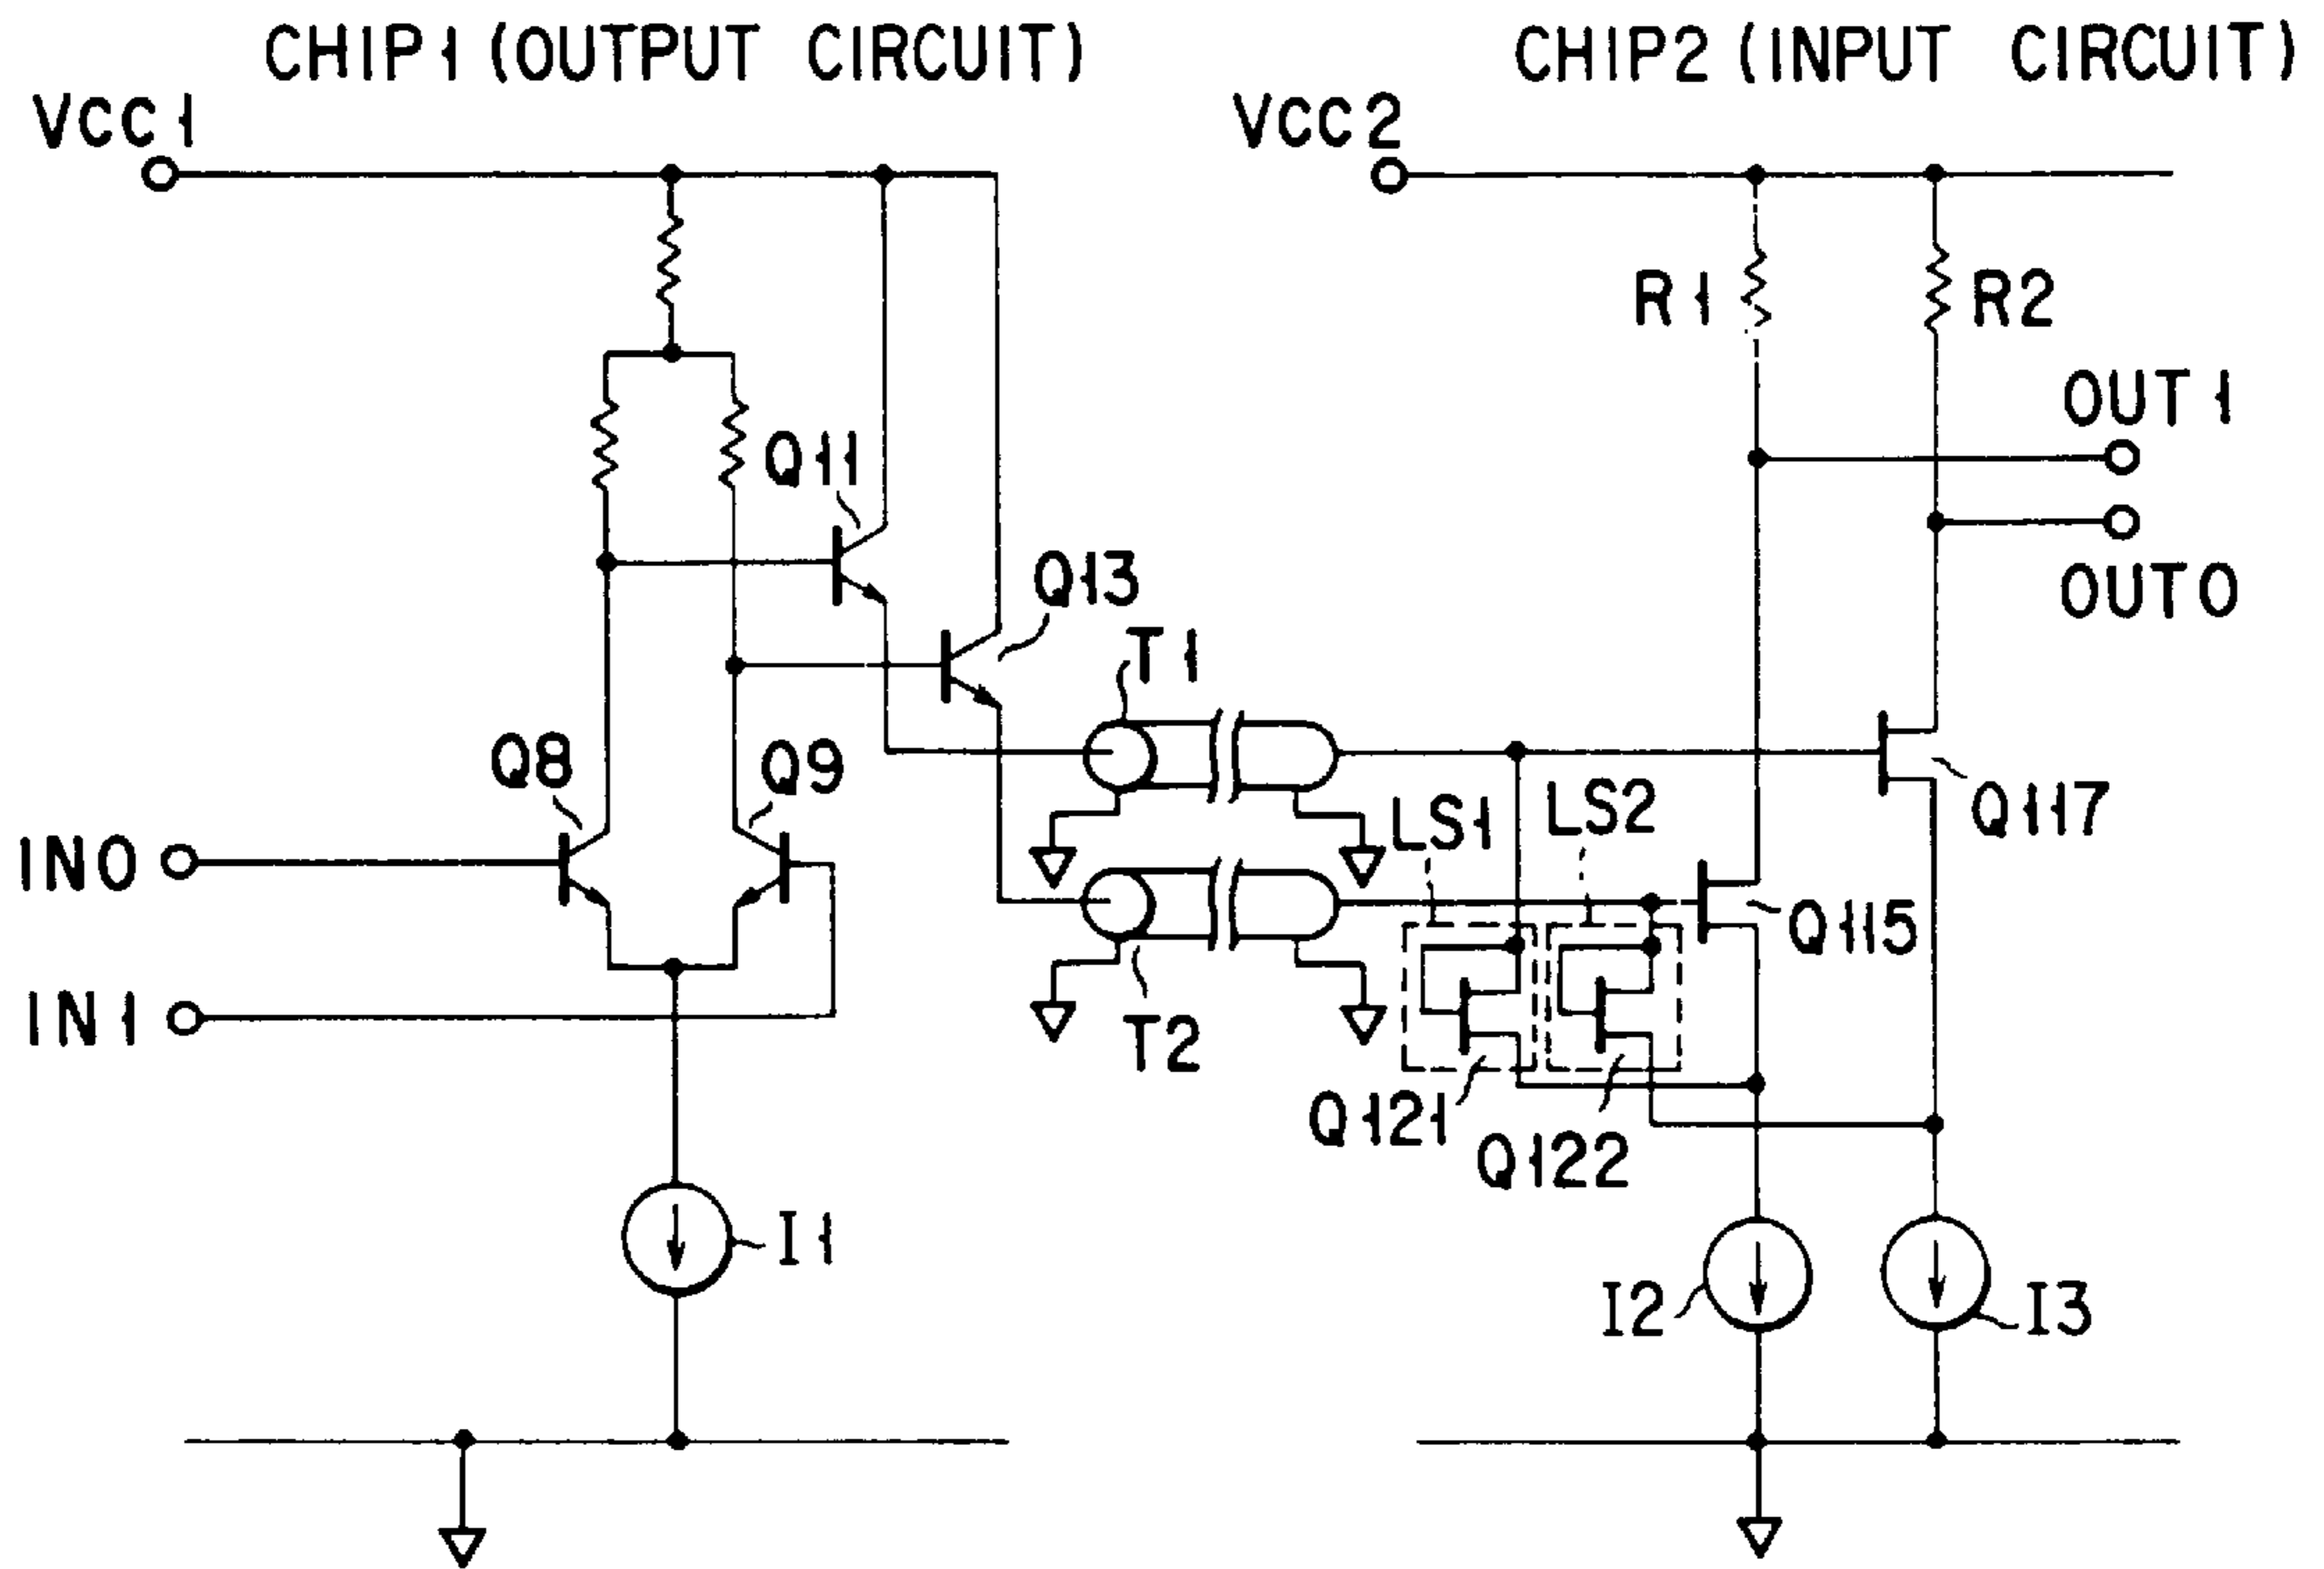 CHIP1 (OUTPUT CIRCUIT)
CHIP2 (INPUT CIRCUIT)
VCC1
VCC2
R1
R2
OUT1
Q11
Q13
OUT0
T1
Q8
Q9
LS1
LS2
Q117
IN0
Q115
IN1
T2
Q121
Q122
I1
I2
I3